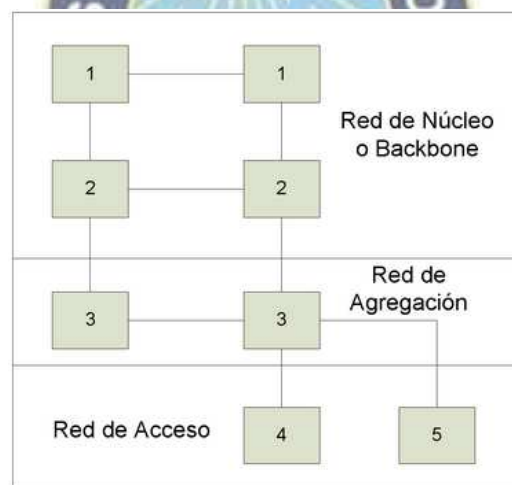 1 1
Red de Núcleo
o Backbone
2 2
Red de
Agregación
3 3
Red de Acceso
4 5